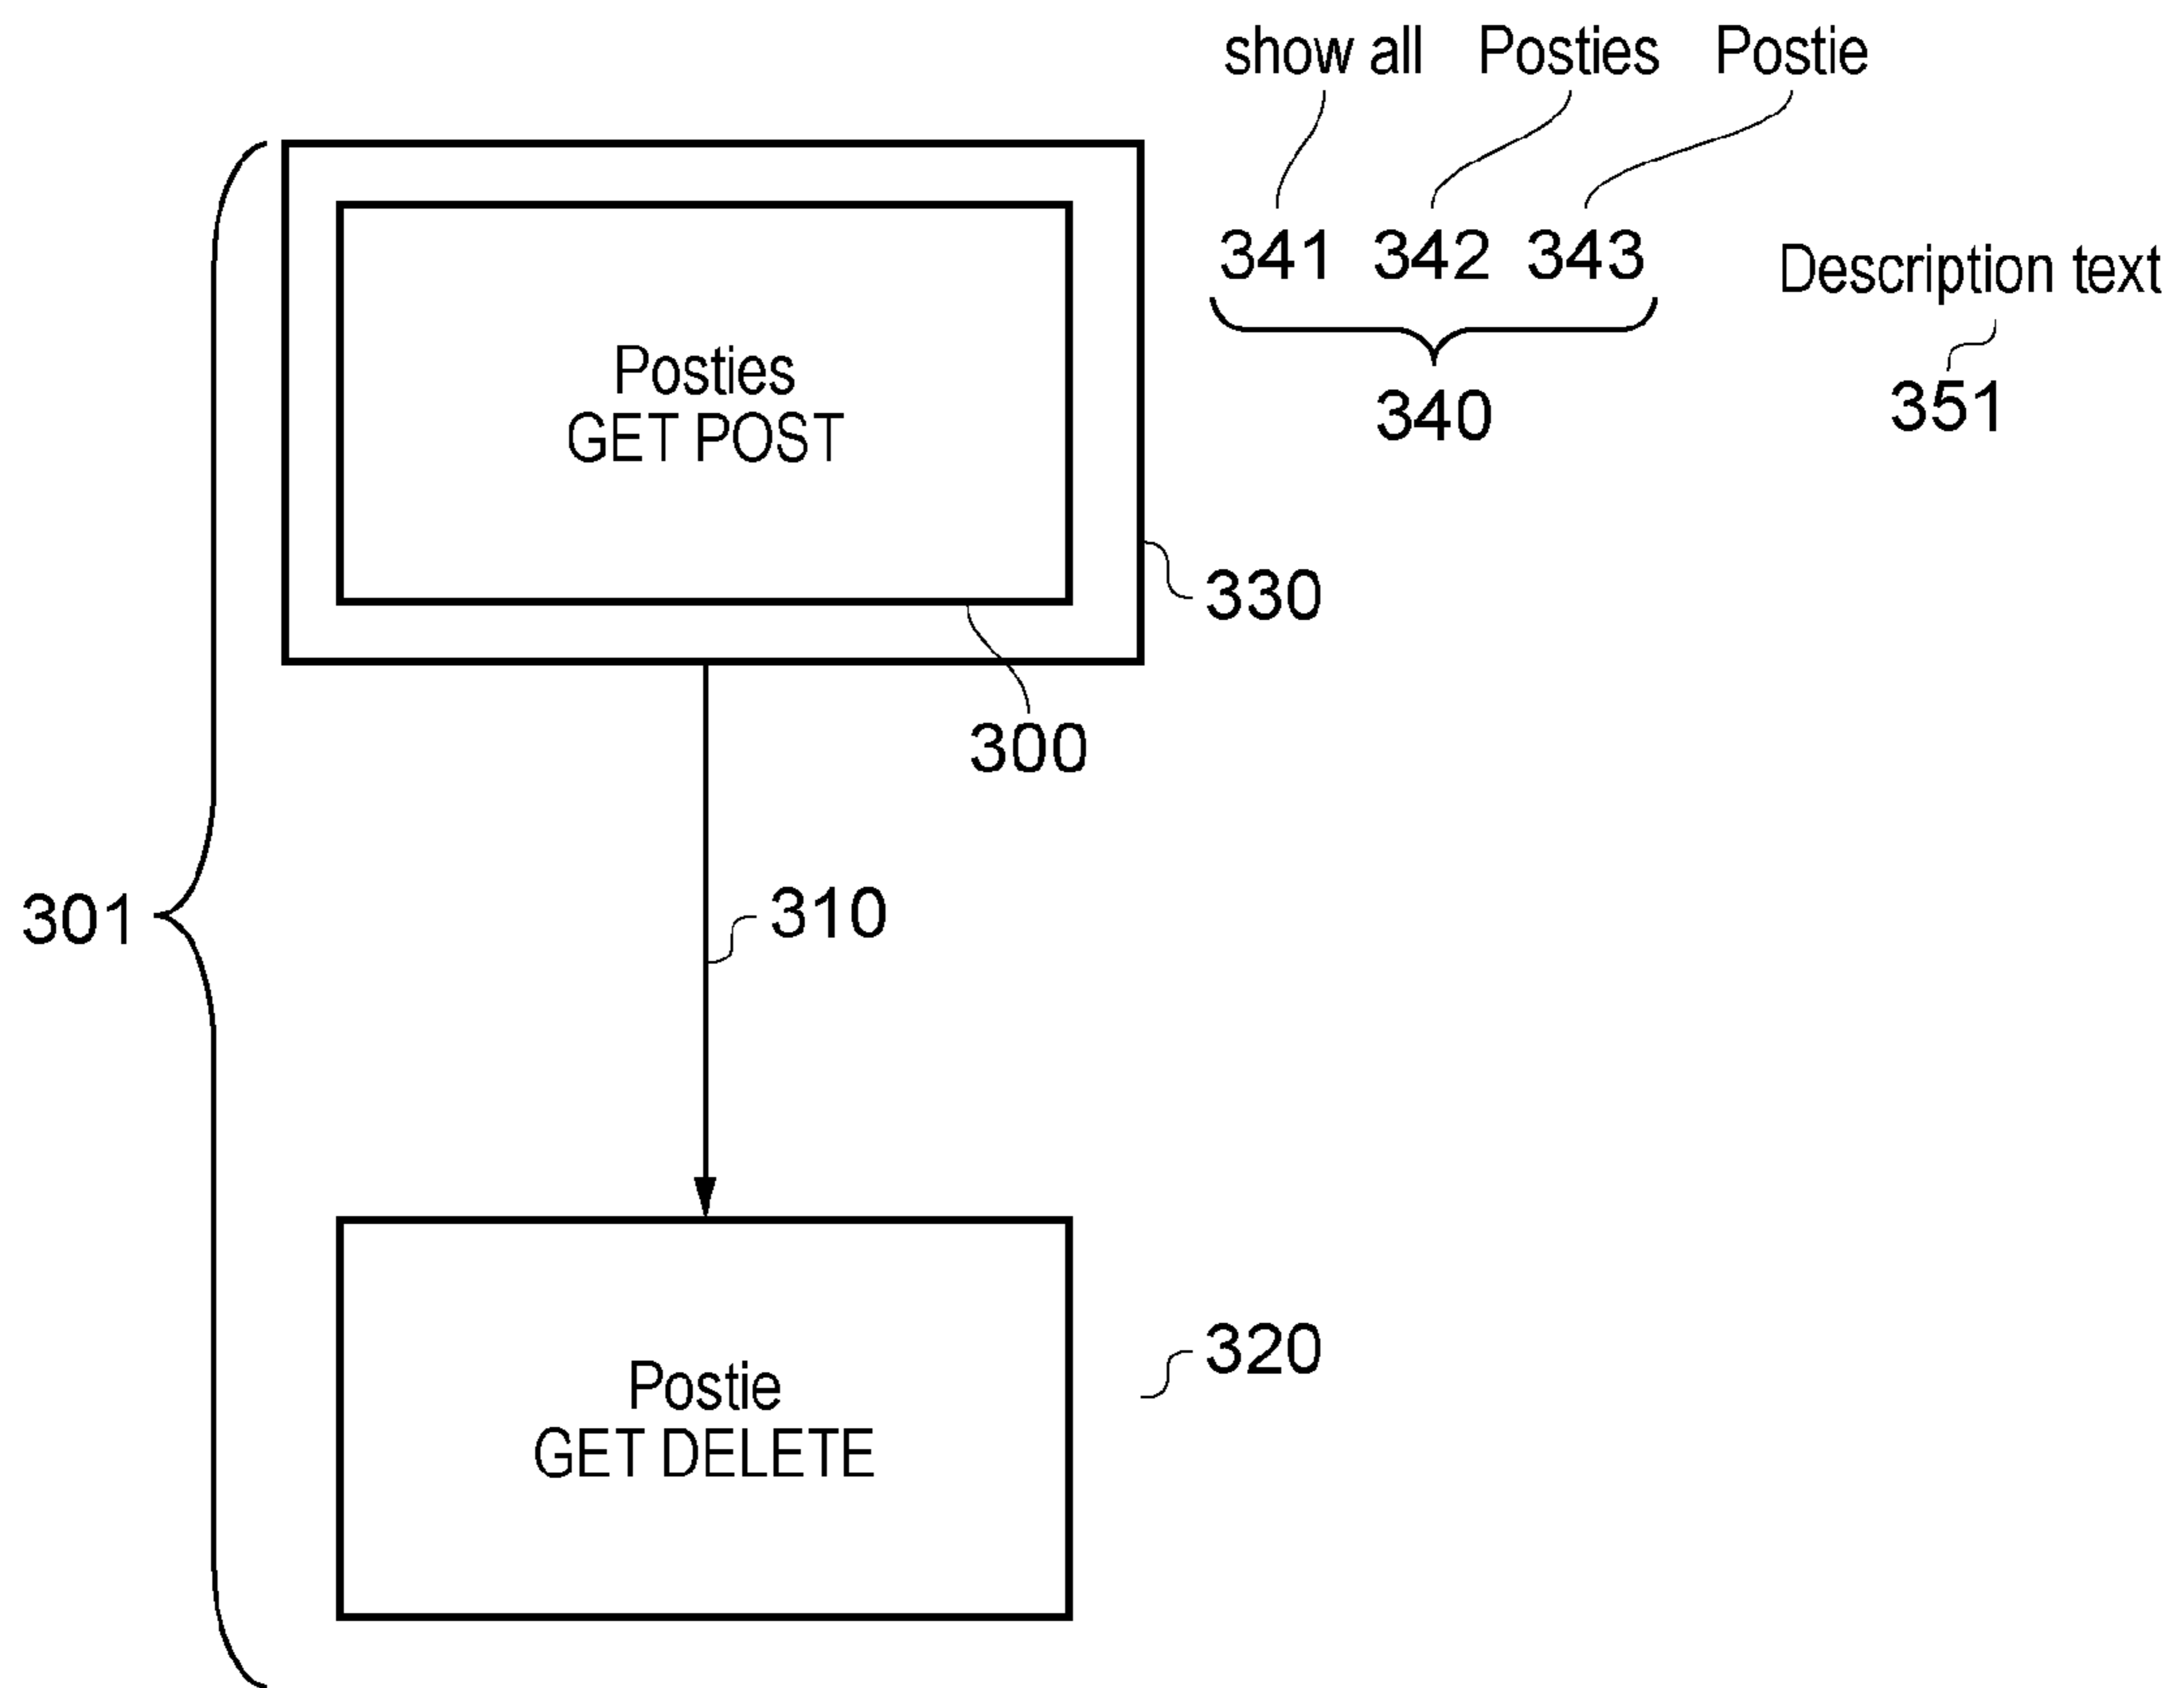 show all Posties Postie
341 342 343
Description text
340
351
Posties
GET POST
330
300
301
310
320
Postie
GET DELETE